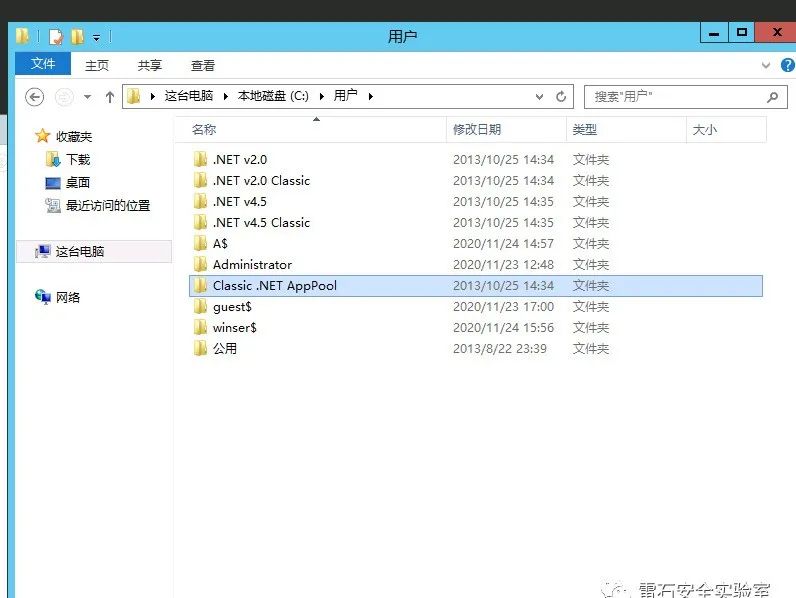 用户
文件 主页 共享 查看
这台电脑 本地磁盘 (C:) 用户 搜索"用户"
收藏夹
下载
桌面
最近访问的位置
这台电脑
网络
名称 修改日期 类型 大小
.NET v2.0 2013/10/25 14:34 文件夹
.NET v2.0 Classic 2013/10/25 14:34 文件夹
.NET v4.5 2013/10/25 14:35 文件夹
.NET v4.5 Classic 2013/10/25 14:35 文件夹
A$ 2020/11/24 14:57 文件夹
Administrator 2020/11/23 12:48 文件夹
Classic .NET AppPool 2013/10/25 14:34 文件夹
guest$ 2020/11/23 17:00 文件夹
winser$ 2020/11/24 15:56 文件夹
公用 2013/8/22 23:39 文件夹
雷石安全实验室